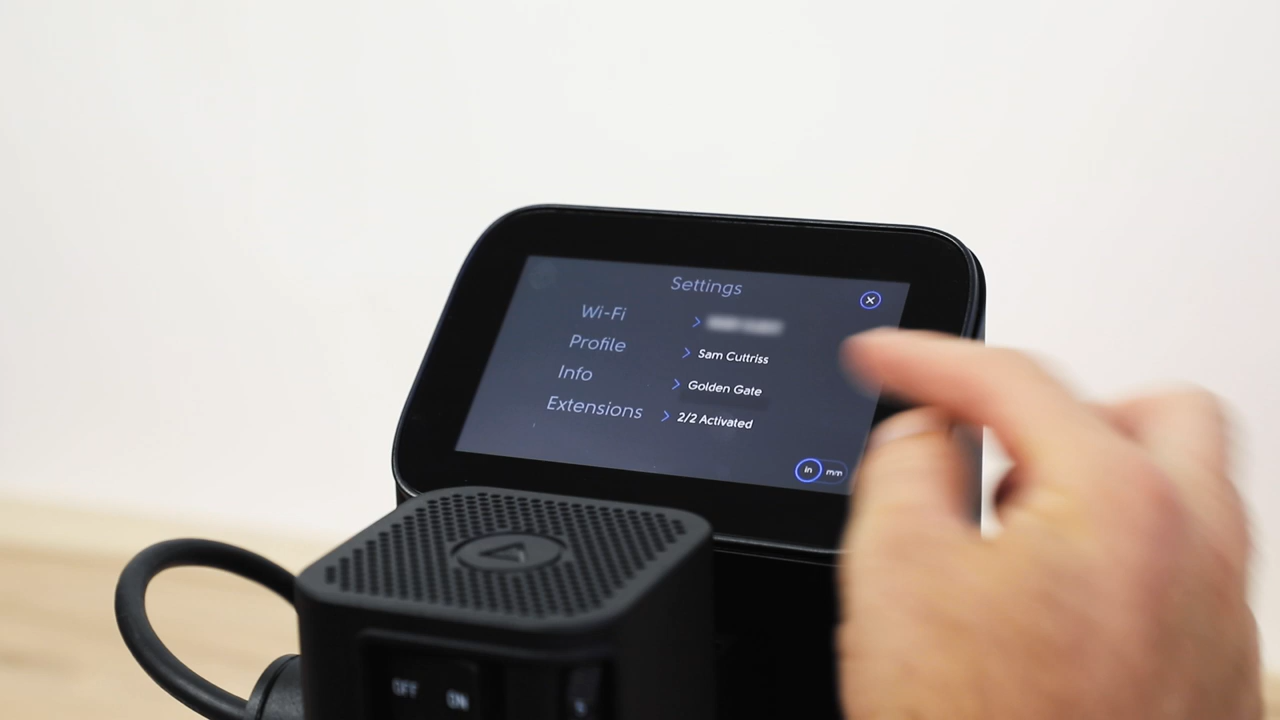 Settings
Wi-Fi
Profile > Sam Cuttriss
Info > Golden Gate
Extensions > 2/2 Activated
in mm
OFF ON